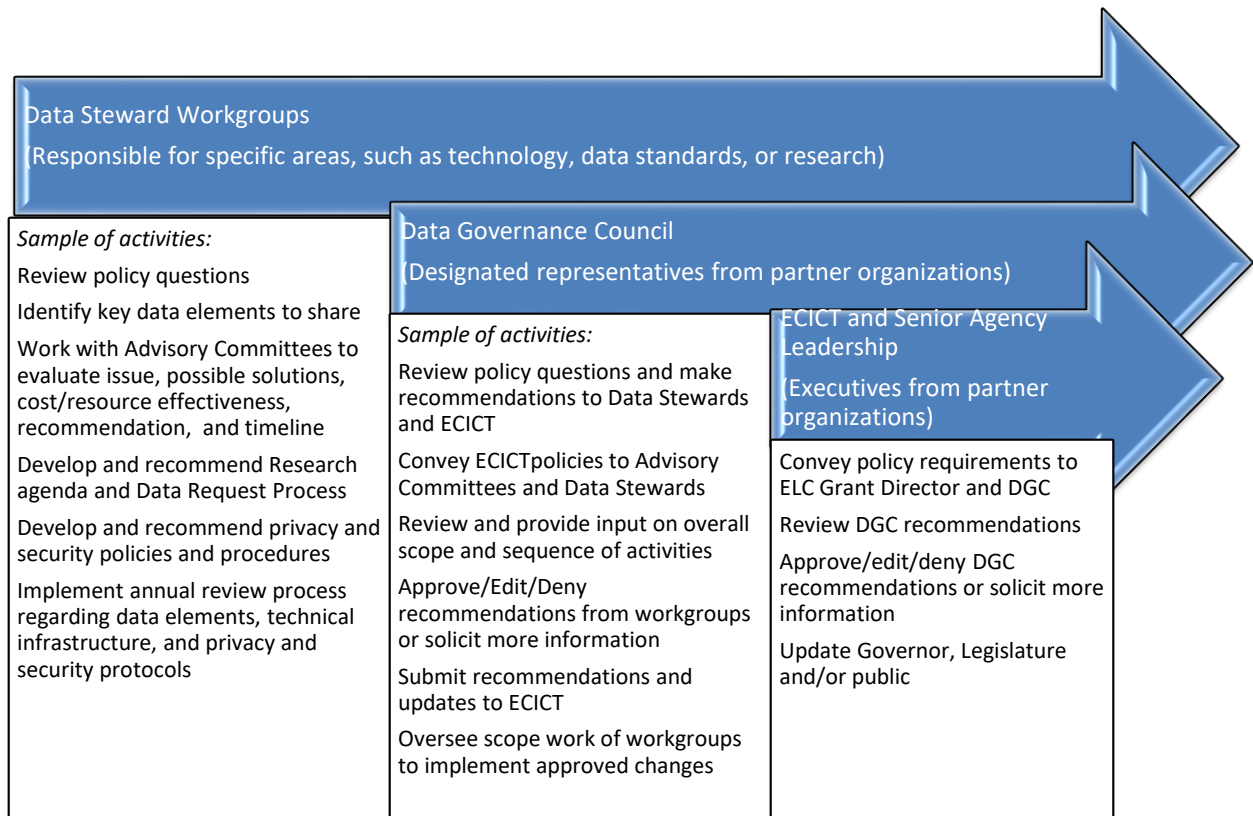 Data Steward Workgroups
(Responsible for specific areas, such as technology, data standards, or research)
Sample of activities:
Review policy questions
Identify key data elements to share
Work with Advisory Committees to
evaluate issue, possible solutions,
cost/resource effectiveness,
recommendation, and timeline
Develop and recommend Research
agenda and Data Request Process
Develop and recommend privacy and
security policies and procedures
Implement annual review process
regarding data elements, technical
infrastructure, and privacy and
security protocols
Data Governance Council
(Designated representatives from partner organizations)
Sample of activities:
Review policy questions and make
recommendations to Data Stewards
and ECICT
Convey ECICTpolicies to Advisory
Committees and Data Stewards
Review and provide input on overall
scope and sequence of activities
Approve/Edit/Deny
recommendations from workgroups
or solicit more information
Submit recommendations and
updates to ECICT
Oversee scope work of workgroups
to implement approved changes
ECICT and Senior Agency
Leadership
(Executives from partner
organizations)
Convey policy requirements to
ELC Grant Director and DGC
Review DGC recommendations
Approve/edit/deny DGC
recommendations or solicit more
information
Update Governor, Legislature
and/or public